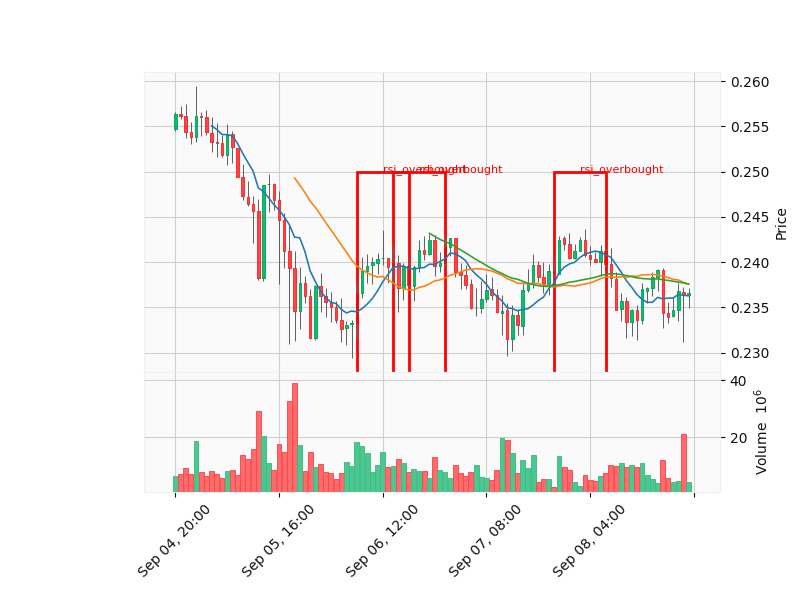 0.260
0.255
rsi_overbought
rsi_overbought
rsi_overbought
0.250
0.245
0.240
0.235
0.230
Price
40
20
Volume 10^6
Sep 04, 20:00
Sep 05, 16:00
Sep 06, 12:00
Sep 07, 08:00
Sep 08, 04:00